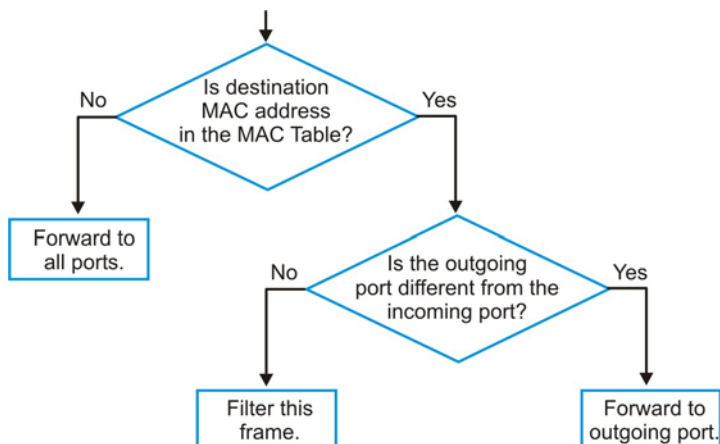 Is destination
MAC address
in the MAC Table?
No
Yes
Forward to
all ports.
Is the outgoing
port different from the
incoming port?
No
Yes
Filter this
frame.
Forward to
outgoing port.